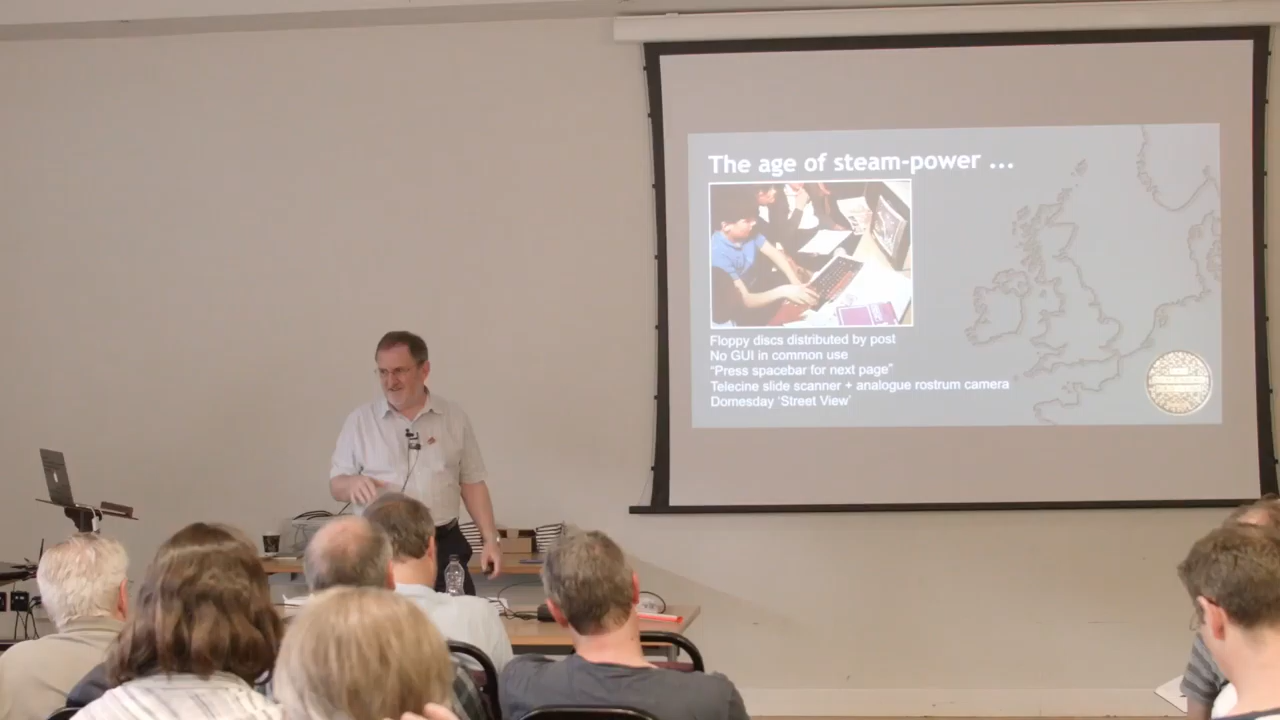 The age of steam-power ...
Floppy discs distributed by post
No GUI in common use
“Press spacebar for next page”
Telecine slide scanner + analogue rostrum camera
Domesday ‘Street View’